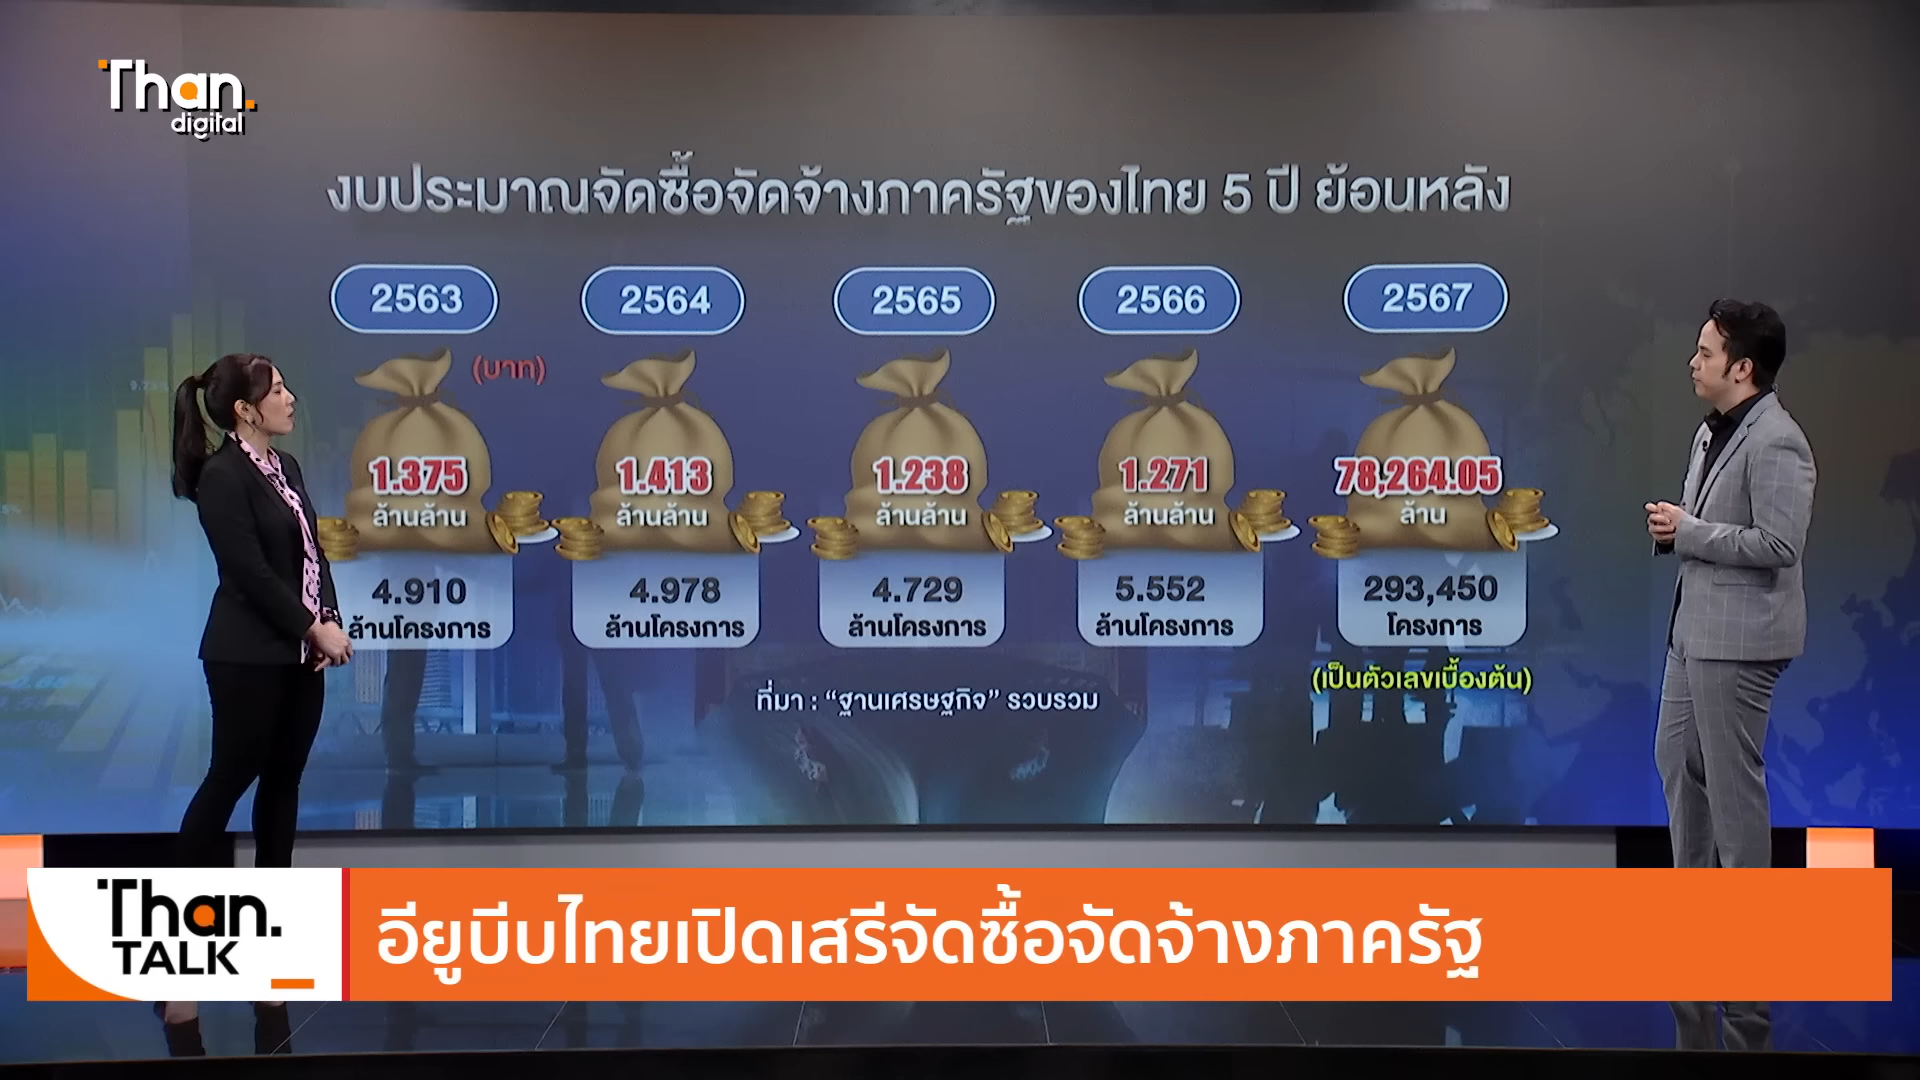 Than.
digital
งบประมาณจัดซื้อจัดจ้างภาครัฐของไทย 5 ปี ย้อนหลัง
2563
2564
2565
2566
2567
(บาท)
1.375
ล้านล้าน
1.413
ล้านล้าน
1.238
ล้านล้าน
1.271
ล้านล้าน
78,264.05
ล้าน
4.910
ล้านโครงการ
4.978
ล้านโครงการ
4.729
ล้านโครงการ
5.552
ล้านโครงการ
293,450
โครงการ
(เป็นตัวเลขเบื้องต้น)
ที่มา : “ฐานเศรษฐกิจ” รวบรวม
Than.
TALK
อียูบีบไทยเปิดเสรีจัดซื้อจัดจ้างภาครัฐ